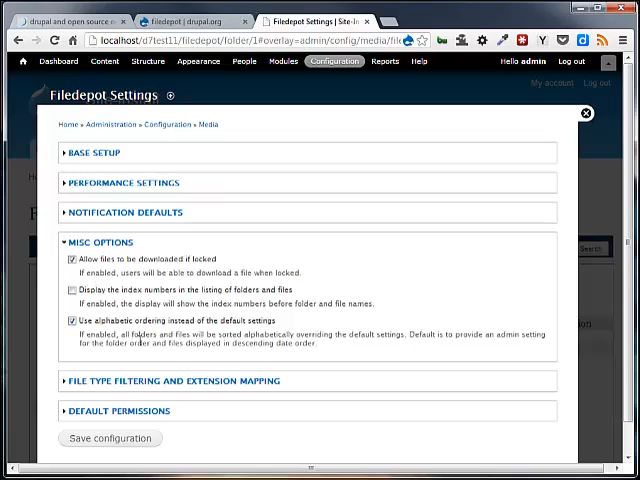 drupal and open source
filedepot | drupal.org
Filedepot Settings | Site-In
localhost/d7test11/filedepot/folder/1#overlay=admin/config/media/file
Dashboard Content Structure Appearance People Modules Configuration Reports Help Hello admin Log out
My account Log out
Filedepot Settings
Home » Administration » Configuration » Media
BASE SETUP
PERFORMANCE SETTINGS
NOTIFICATION DEFAULTS
Search
MISC OPTIONS
Allow files to be downloaded if locked
If enabled, users will be able to download a file when locked.
Display the index numbers in the listing of folders and files
If enabled, the display will show the index numbers before folder and file names.
Use alphabetic ordering instead of the default settings
If enabled, all folders and files will be sorted alphabetically overriding the default settings. Default is to provide an admin setting
for the folder order and files displayed in descending date order.
FILE TYPE FILTERING AND EXTENSION MAPPING
DEFAULT PERMISSIONS
Save configuration